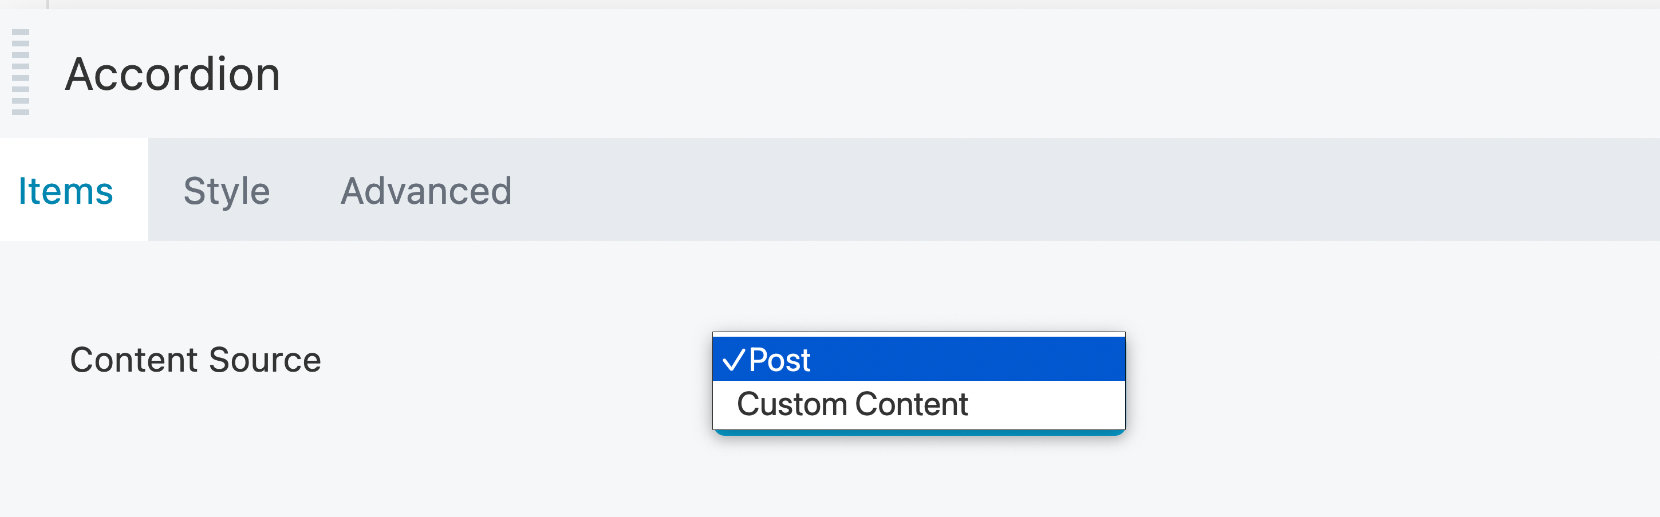 Accordion
Items Style Advanced
Content Source
✓Post
Custom Content